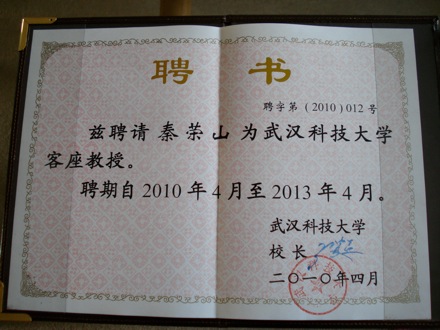 聘书
聘字第（2010）012号
兹聘请秦荣山为武汉科技大学
客座教授。
聘期自2010年4月至2013年4月。
武汉科技大学
校长
二〇一〇年四月